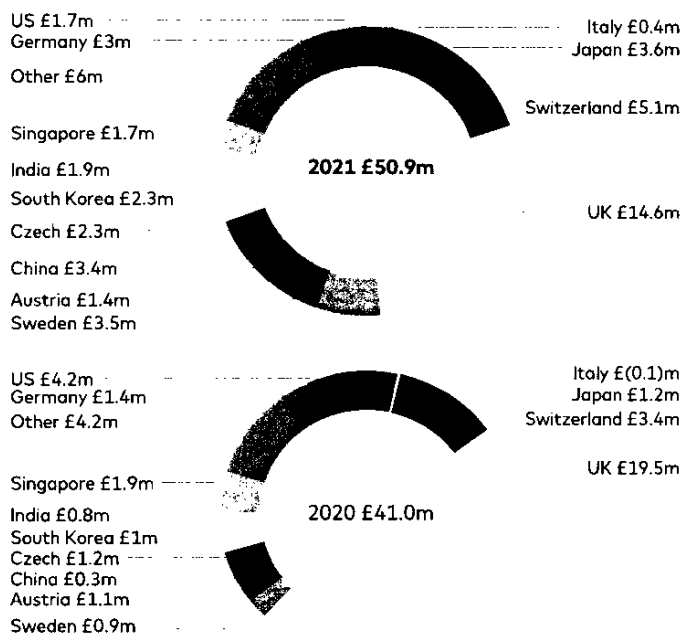 US £1.7m
Germany £3m
Other £6m
Singapore £1.7m
India £1.9m
South Korea £2.3m
Czech £2.3m
China £3.4m
Austria £1.4m
Sweden £3.5m
2021 £50.9m
Italy £0.4m
Japan £3.6m
Switzerland £5.1m
UK £14.6m
US £4.2m
Germany £1.4m
Other £4.2m
Singapore £1.9m
India £0.8m
South Korea £1m
Czech £1.2m
China £0.3m
Austria £1.1m
Sweden £0.9m
2020 £41.0m
Italy £(0.1)m
Japan £1.2m
Switzerland £3.4m
UK £19.5m